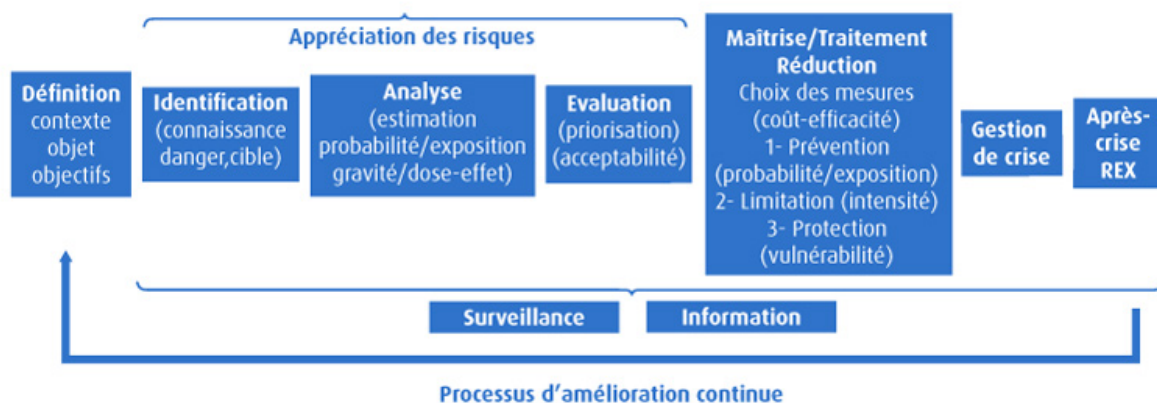 Appréciation des risques
Définition
contexte
objet
objectifs
Identification
(connaissance
danger,cible)
Analyse
(estimation
probabilité/exposition
gravité/dose-effet)
Evaluation
(priorisation)
(acceptabilité)
Maîtrise/Traitement
Réduction
Choix des mesures
(coût-efficacité)
1- Prévention
(probabilité/exposition)
2- Limitation (intensité)
3- Protection
(vulnérabilité)
Gestion
de crise
Après-
crise
REX
Surveillance
Information
Processus d'amélioration continue